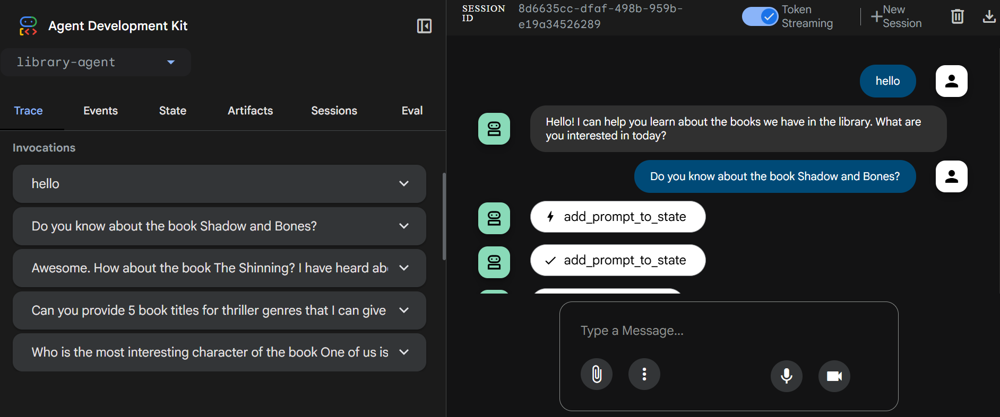 Agent Development Kit
library-agent
Trace
Events
State
Artifacts
Sessions
Eval
Invocations
hello
Do you know about the book Shadow and Bones?
Awesome. How about the book The Shinning? I have heard
Can you provide 5 book titles for thriller genres that I can give
Who is the most interesting character of the book One of us is
SESSION
ID
8d6635cc-dfaf-498b-959b-
e19a34526289
Token
Streaming
New
Session
hello
Hello! I can help you learn about the books we have in the library. What are
you interested in today?
Do you know about the book Shadow and Bones?
add_prompt_to_state
add_prompt_to_state
Type a Message...